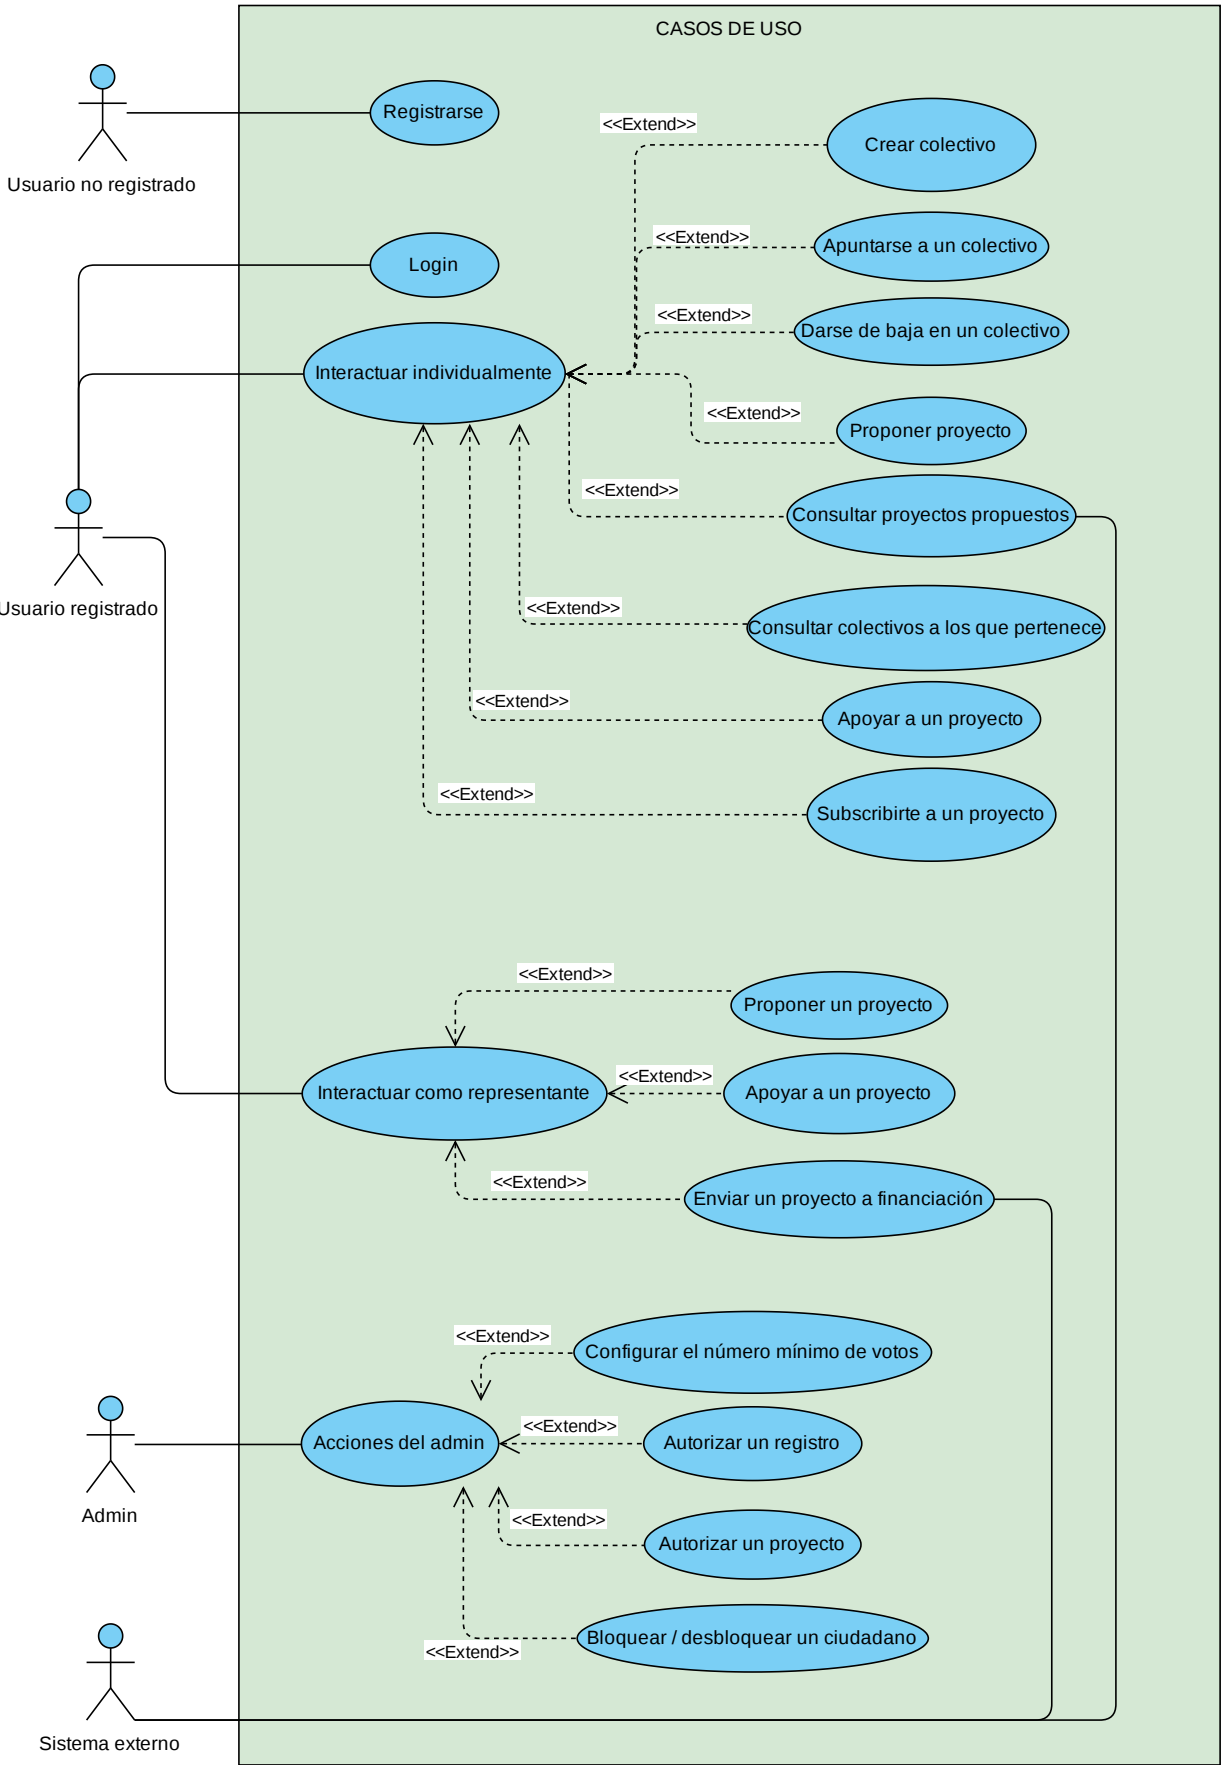 CASOS DE USO
Registrarse
Usuario no registrado
<<Extend>>
Crear colectivo
<<Extend>>
Apuntarse a un colectivo
Login
<<Extend>>
Darse de baja en un colectivo
Interactuar individualmente
<<Extend>>
Proponer proyecto
<<Extend>>
Consultar proyectos propuestos
Usuario registrado
<<Extend>>
Consultar colectivos a los que pertenece
<<Extend>>
Apoyar a un proyecto
<<Extend>>
Subscribirte a un proyecto
<<Extend>>
Proponer un proyecto
Interactuar como representante
<<Extend>>
Apoyar a un proyecto
<<Extend>>
Enviar un proyecto a financiación
<<Extend>>
Configurar el número mínimo de votos
Acciones del admin
<<Extend>>
Autorizar un registro
Admin
<<Extend>>
Autorizar un proyecto
<<Extend>>
Bloquear / desbloquear un ciudadano
Sistema externo